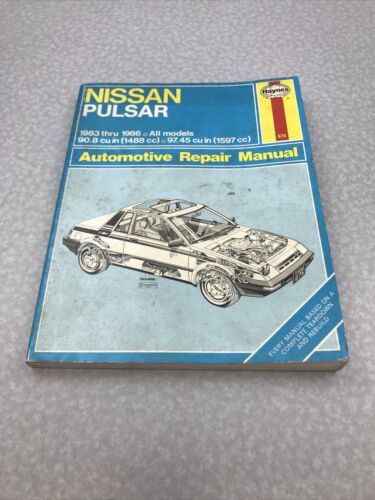 NISSAN
PULSAR
Haynes
1983 thru 1986 □ All models
90.8 cu in (1488 cc) □ 97.45 cu in (1597 cc)
876
Automotive Repair Manual
EVERY MANUAL BASED ON A
COMPLETE TEARDOWN
AND REBUILD